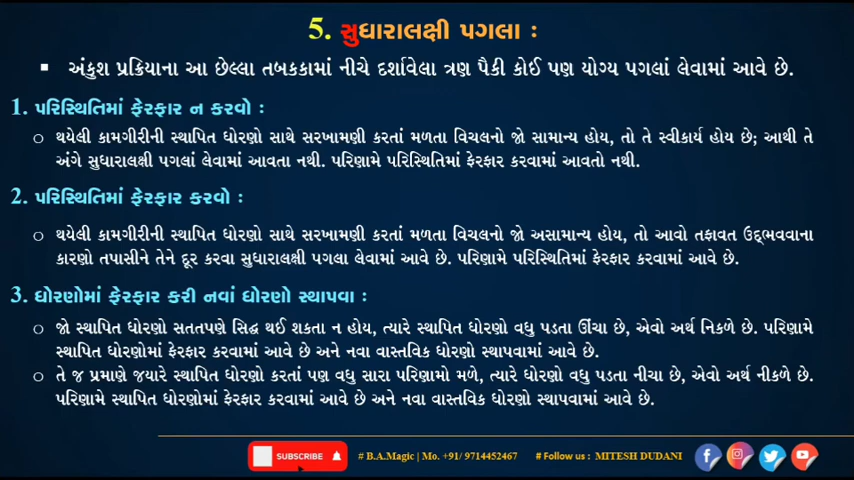 5. સુધારાલક્ષી પગલા :
▪ અંકુશ પ્રક્રિયાના આ છેલ્લા તબકકામાં નીચે દર્શાવેલા ત્રણ પૈકી કોઈ પણ યોગ્ય પગલાં લેવામાં આવે છે.
1. પરિસ્થિતિમાં ફેરફાર ન કરવો :
○ થયેલી કામગીરીની સ્થાપિત ધોરણો સાથે સરખામણી કરતાં મળતા વિચલનો જો સામાન્ય હોય, તો તે સ્વીકાર્ય હોય છે; આથી તે
અંગે સુધારાલક્ષી પગલાં લેવામાં આવતા નથી. પરિણામે પરિસ્થિતિમાં ફેરફાર કરવામાં આવતો નથી.
2. પરિસ્થિતિમાં ફેરફાર કરવો :
○ થયેલી કામગીરીની સ્થાપિત ધોરણો સાથે સરખામણી કરતાં મળતા વિચલનો જો અસામાન્ય હોય, તો આવો તફાવત ઉદ્દભવવાના
કારણો તપાસીને તેને દૂર કરવા સુધારાલક્ષી પગલા લેવામાં આવે છે. પરિણામે પરિસ્થિતિમાં ફેરફાર કરવામાં આવે છે.
3. ધોરણોમાં ફેરફાર કરી નવાં ધોરણો સ્થાપવા :
○ જો સ્થાપિત ધોરણો સતતપણે સિદ્ધ થઈ શકતા ન હોય, ત્યારે સ્થાપિત ધોરણો વધુ પડતા ઊંચા છે, એવો અર્થ નિકળે છે. પરિણામે
સ્થાપિત ધોરણોમાં ફેરફાર કરવામાં આવે છે અને નવા વાસ્તવિક ધોરણો સ્થાપવામાં આવે છે.
○ તે જ પ્રમાણે જયારે સ્થાપિત ધોરણો કરતાં પણ વધુ સારા પરિણામો મળે, ત્યારે ધોરણો વધુ પડતા નીચા છે, એવો અર્થ નીકળે છે.
પરિણામે સ્થાપિત ધોરણોમાં ફેરફાર કરવામાં આવે છે અને નવા વાસ્તવિક ધોરણો સ્થાપવામાં આવે છે.
SUBSCRIBE # B.A.Magic | Mo. +91/ 9714452467 # Follow us : MITESH DUDANI